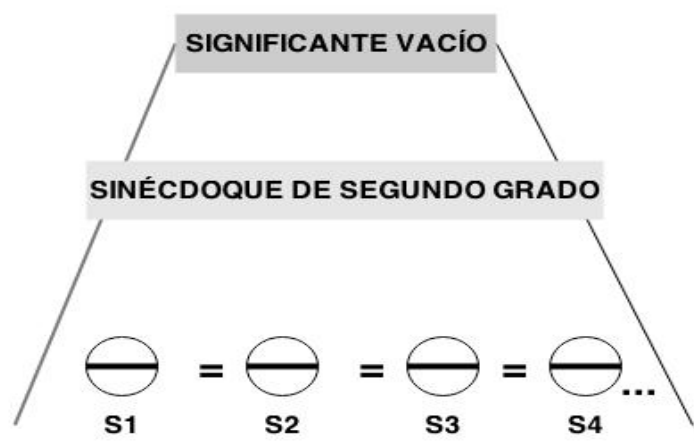 SIGNIFICANTE VACÍO
SINÉCDOQUE DE SEGUNDO GRADO
= = = ...
S1 S2 S3 S4